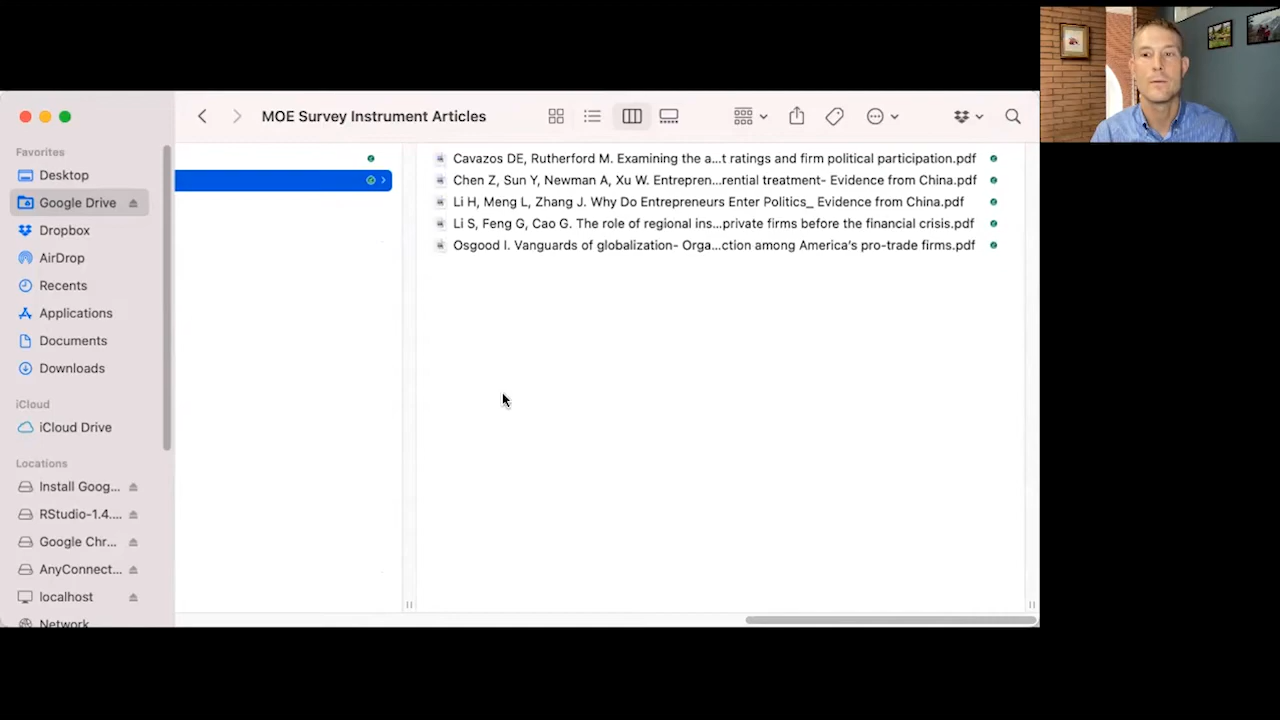 MOE Survey Instrument Articles
Favorites
Desktop
Google Drive
Dropbox
AirDrop
Recents
Applications
Documents
Downloads
iCloud
iCloud Drive
Locations
Install Goog...
RStudio-1.4....
Google Chr...
AnyConnect...
localhost
Network
Cavazos DE, Rutherford M. Examining the a...t ratings and firm political participation.pdf
Chen Z, Sun Y, Newman A, Xu W. Entrepren...rential treatment- Evidence from China.pdf
Li H, Meng L, Zhang J. Why Do Entrepreneurs Enter Politics_ Evidence from China.pdf
Li S, Feng G, Cao G. The role of regional ins...private firms before the financial crisis.pdf
Osgood I. Vanguards of globalization- Orga...ction among America's pro-trade firms.pdf